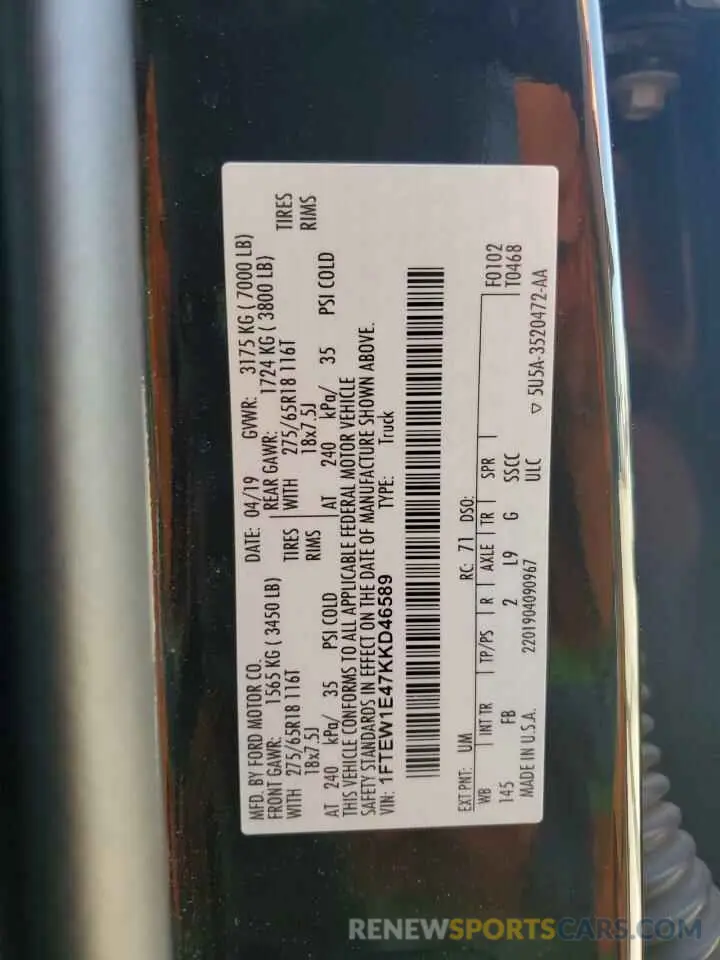 MFD. BY FORD MOTOR CO.
DATE: 04/19 GVWR: 3175 KG ( 7000 LB)
FRONT GAWR: 1565 KG ( 3450 LB)
REAR GAWR: 1724 KG ( 3800 LB)
WITH 275/65R18 116T TIRES
WITH 275/65R18 116T TIRES
18x7.5J RIMS
18x7.5J RIMS
AT 240 kPa/ 35 PSI COLD
AT 240 kPa/ 35 PSI COLD
THIS VEHICLE CONFORMS TO ALL APPLICABLE FEDERAL MOTOR VEHICLE
SAFETY STANDARDS IN EFFECT ON THE DATE OF MANUFACTURE SHOWN ABOVE.
VIN: 1FTEW1E47KKD46589 TYPE: Truck
EXT PNT: UM RC: 71 DSO:
WB INT TR TP/PS R AXLE TR SPR F0102
T0468
145 FB 2 L9 G SSCC
MADE IN U.S.A. 2201904090967 ULC ▽ 5U5A-3520472-AA
RENEWSPORTSCARS.COM